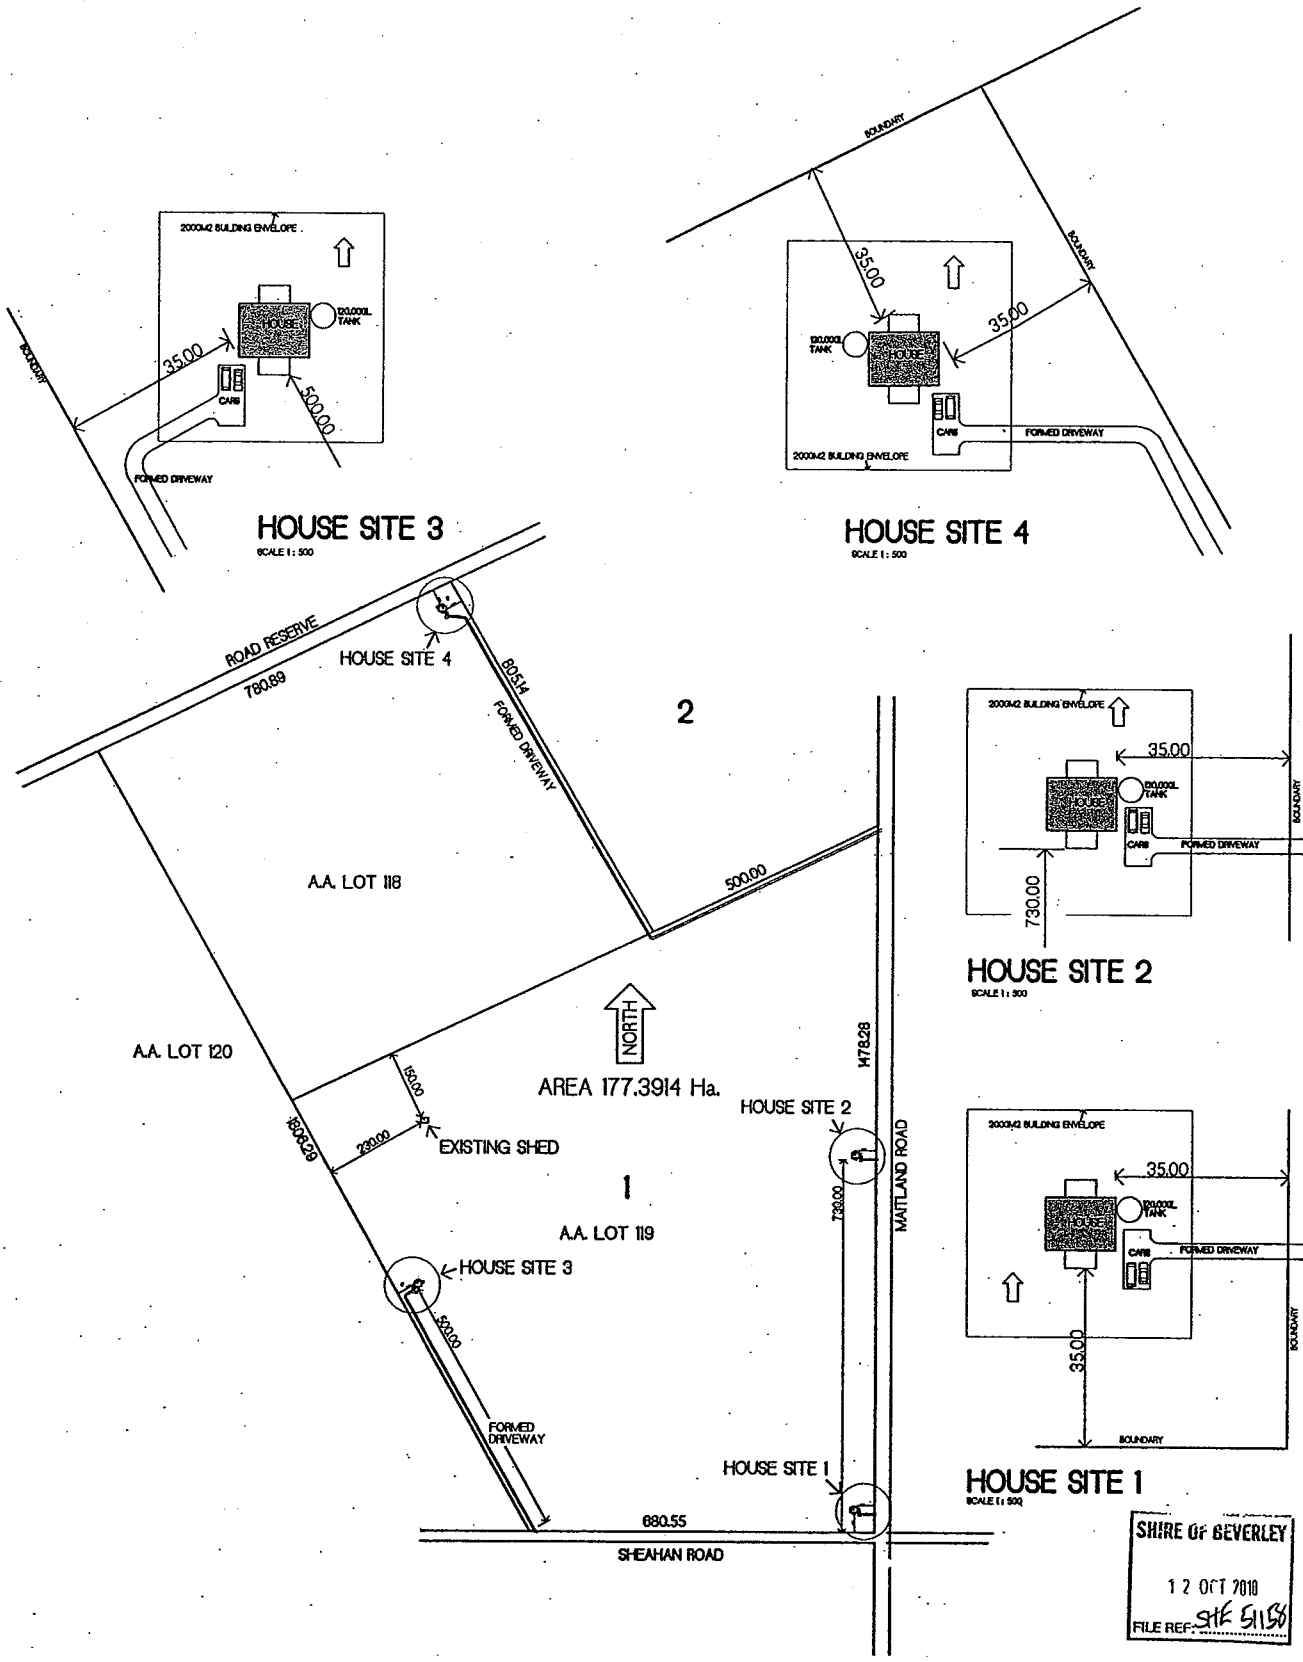 BOUNDARY
2000M2 BUILDING ENVELOPE
HOUSE
120,000L
TANK
35.00
CARS
500.00
BOUNDARY
FORMED DRIVEWAY
HOUSE SITE 3
SCALE 1 : 500
BOUNDARY
35.00
BOUNDARY
35.00
120,000L
TANK
HOUSE
CARS
FORMED DRIVEWAY
2000M2 BUILDING ENVELOPE
HOUSE SITE 4
SCALE 1 : 500
ROAD RESERVE
780.89
HOUSE SITE 4
805.14
FORMED DRIVEWAY
2
2000M2 BUILDING ENVELOPE
35.00
120,000L
TANK
HOUSE
CARS
FORMED DRIVEWAY
BOUNDARY
730.00
HOUSE SITE 2
SCALE 1 : 500
A.A. LOT 118
500.00
NORTH
A.A. LOT 120
150.00
AREA 177.3914 Ha.
1478.28
HOUSE SITE 2
1806.29
230.00
EXISTING SHED
1
MAITLAND ROAD
730.00
A.A. LOT 119
HOUSE SITE 3
500.00
FORMED
DRIVEWAY
HOUSE SITE 1
680.55
SHEAHAN ROAD
2000M2 BUILDING ENVELOPE
35.00
120,000L
TANK
HOUSE
CARS
FORMED DRIVEWAY
35.00
BOUNDARY
BOUNDARY
HOUSE SITE 1
SCALE 1 : 500
SHIRE OF BEVERLEY
12 OCT 2010
FILE REF: SHE 51158